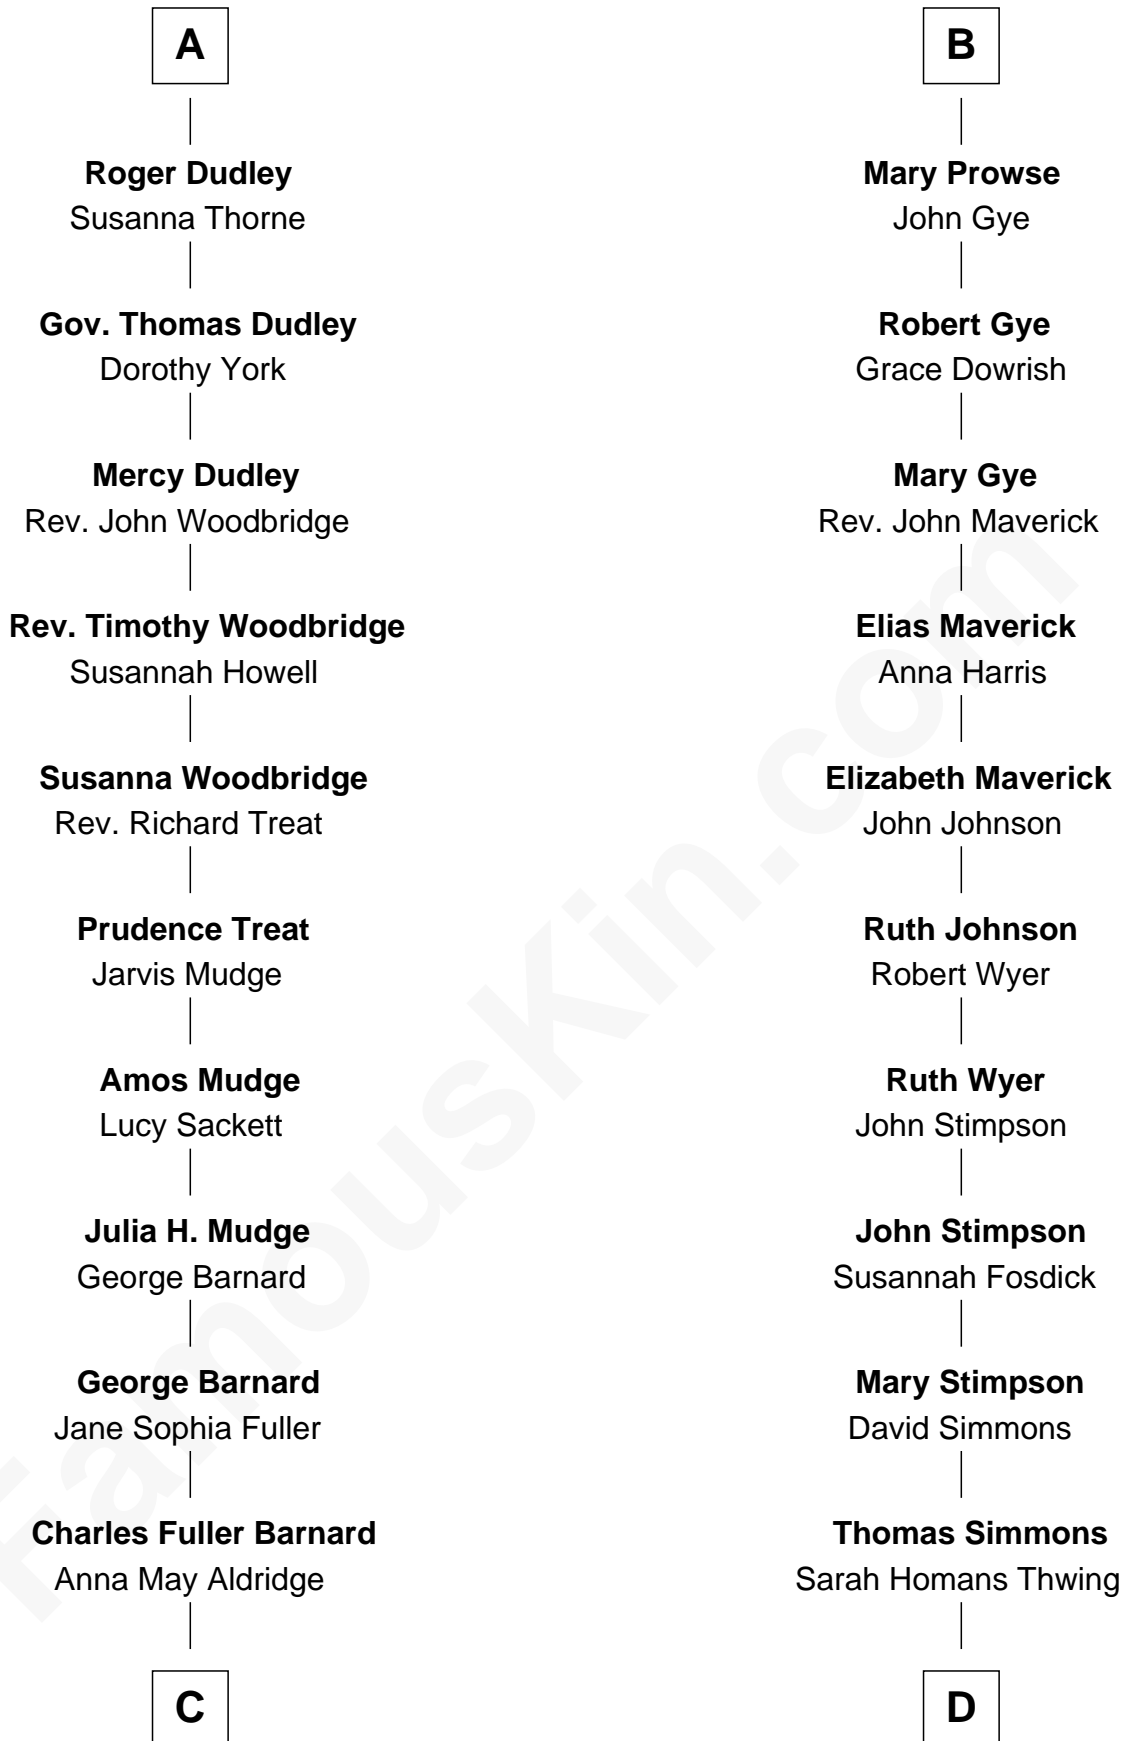 A
Roger Dudley
Susanna Thorne
Gov. Thomas Dudley
Dorothy York
Mercy Dudley
Rev. John Woodbridge
Rev. Timothy Woodbridge
Susannah Howell
Susanna Woodbridge
Rev. Richard Treat
Prudence Treat
Jarvis Mudge
Amos Mudge
Lucy Sackett
Julia H. Mudge
George Barnard
George Barnard
Jane Sophia Fuller
Charles Fuller Barnard
Anna May Aldridge
C
B
Mary Prowse
John Gye
Robert Gye
Grace Dowrish
Mary Gye
Rev. John Maverick
Elias Maverick
Anna Harris
Elizabeth Maverick
John Johnson
Ruth Johnson
Robert Wyer
Ruth Wyer
John Stimpson
John Stimpson
Susannah Fosdick
Mary Stimpson
David Simmons
Thomas Simmons
Sarah Homans Thwing
D
FamousKin.com